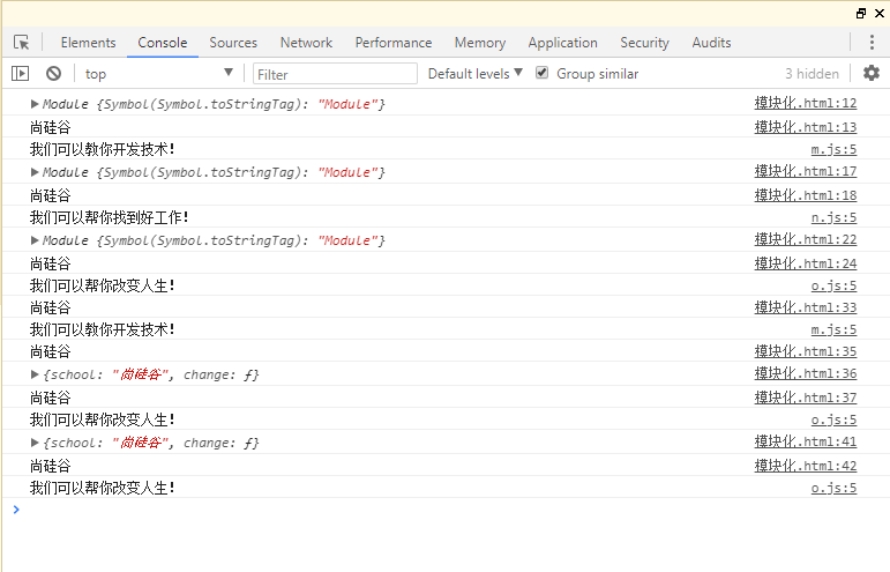 Elements Console Sources Network Performance Memory Application Security Audits
top Filter Default levels Group similar 3 hidden
Module {Symbol(Symbol.toStringTag): "Module"} 模块化.html:12
尚硅谷 模块化.html:13
我们可以教你开发技术! m.js:5
Module {Symbol(Symbol.toStringTag): "Module"} 模块化.html:17
尚硅谷 模块化.html:18
我们可以帮你找到好工作! n.js:5
Module {Symbol(Symbol.toStringTag): "Module"} 模块化.html:22
尚硅谷 模块化.html:24
我们可以帮你改变人生! o.js:5
尚硅谷 模块化.html:33
我们可以教你开发技术! m.js:5
尚硅谷 模块化.html:35
{school: "尚硅谷", change: ƒ} 模块化.html:36
尚硅谷 模块化.html:37
我们可以帮你改变人生! o.js:5
{school: "尚硅谷", change: ƒ} 模块化.html:41
尚硅谷 模块化.html:42
我们可以帮你改变人生! o.js:5